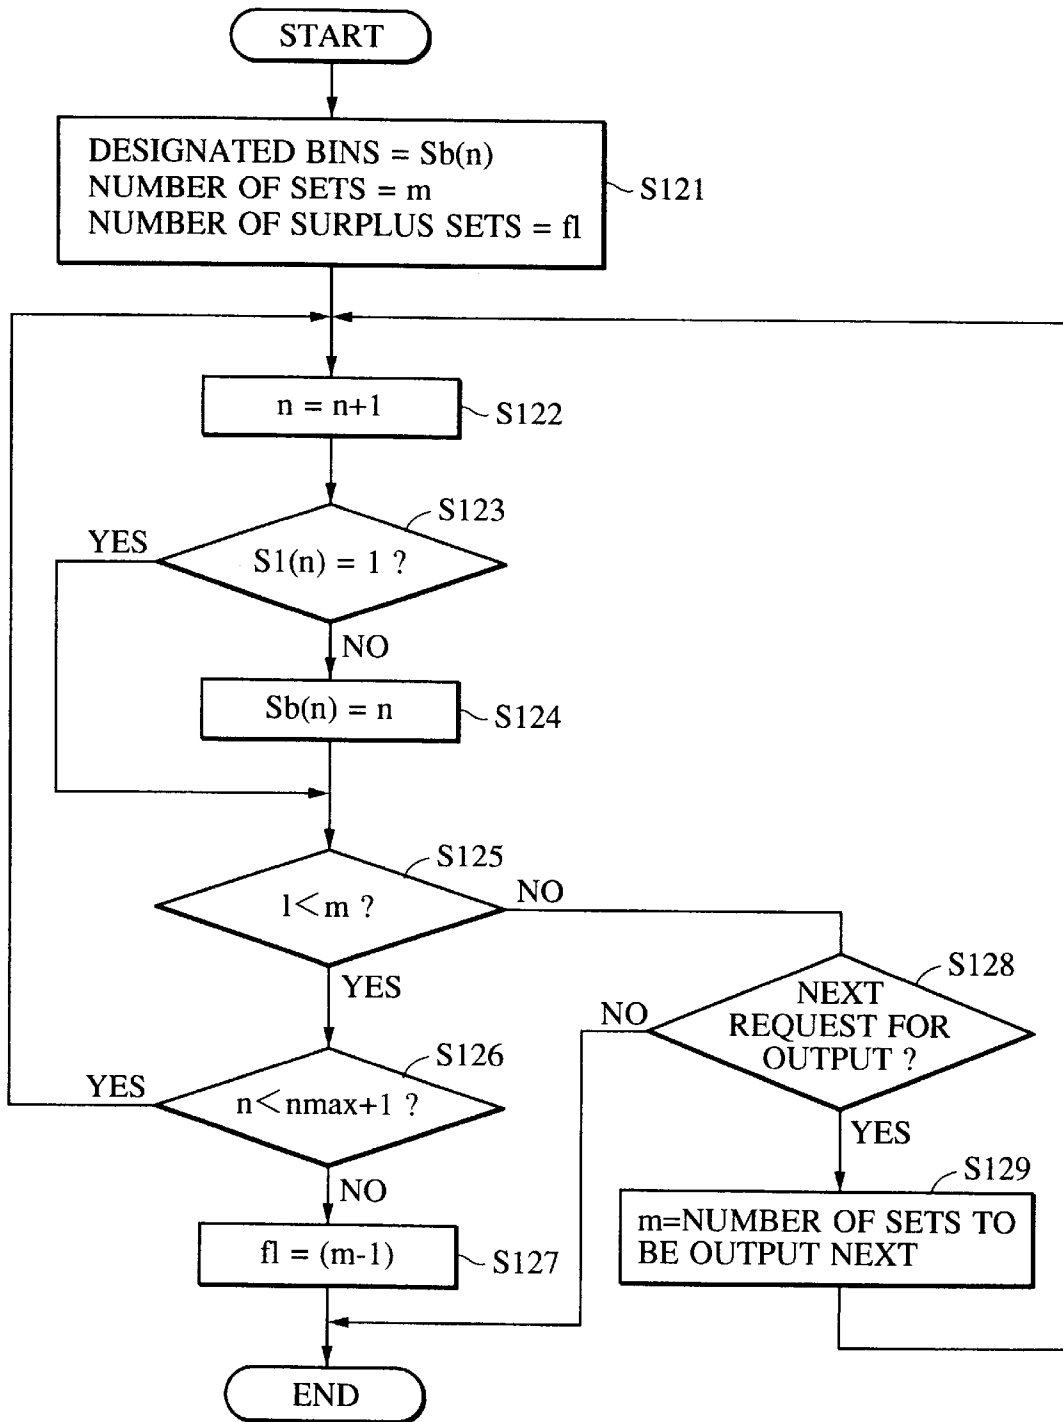 START
DESIGNATED BINS = Sb(n)
NUMBER OF SETS = m
NUMBER OF SURPLUS SETS = fl
S121
n = n+1
S122
S123
YES
S1(n) = 1 ?
NO
Sb(n) = n
S124
S125
l<m ?
NO
YES
S128
NEXT
REQUEST FOR
OUTPUT ?
NO
YES
S126
YES
n<nmax+1 ?
NO
S129
m=NUMBER OF SETS TO
BE OUTPUT NEXT
fl = (m-1)
S127
END